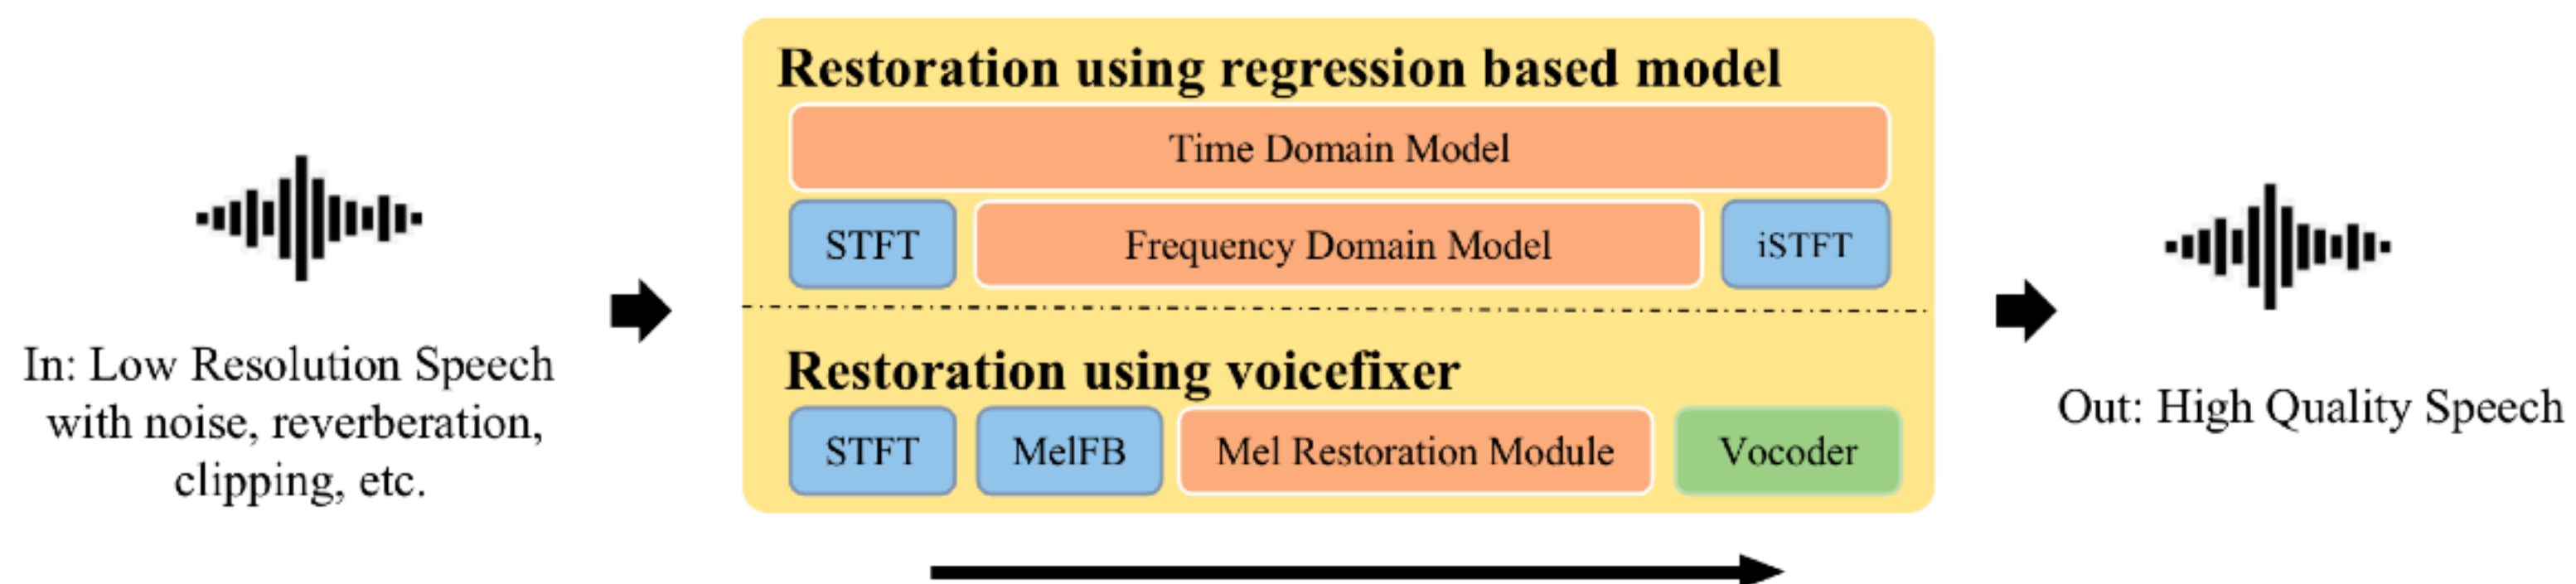 In: Low Resolution Speech
with noise, reverberation,
clipping, etc.
Restoration using regression based model
Time Domain Model
STFT
Frequency Domain Model
iSTFT
Restoration using voicefixer
STFT
MelFB
Mel Restoration Module
Vocoder
Out: High Quality Speech